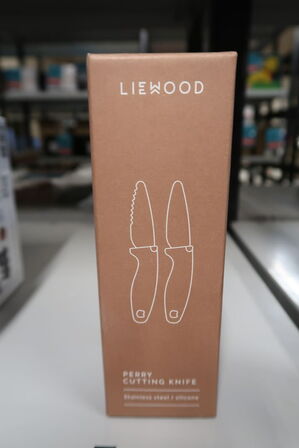 LIEWOOD
PERRY
CUTTING KNIFE
Stainless steel / silicone